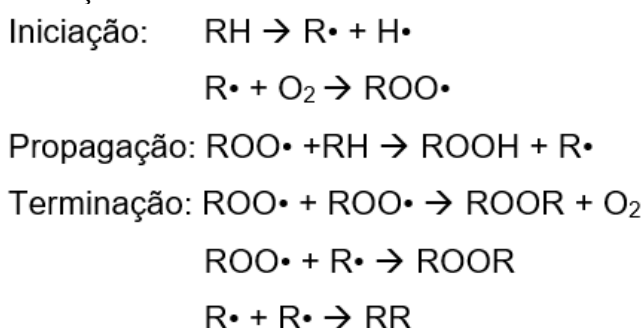 Iniciação: RH → R• + H•
R• + O₂ → ROO•
Propagação: ROO• +RH → ROOH + R•
Terminação: ROO• + ROO• → ROOR + O₂
ROO• + R• → ROOR
R• + R• → RR